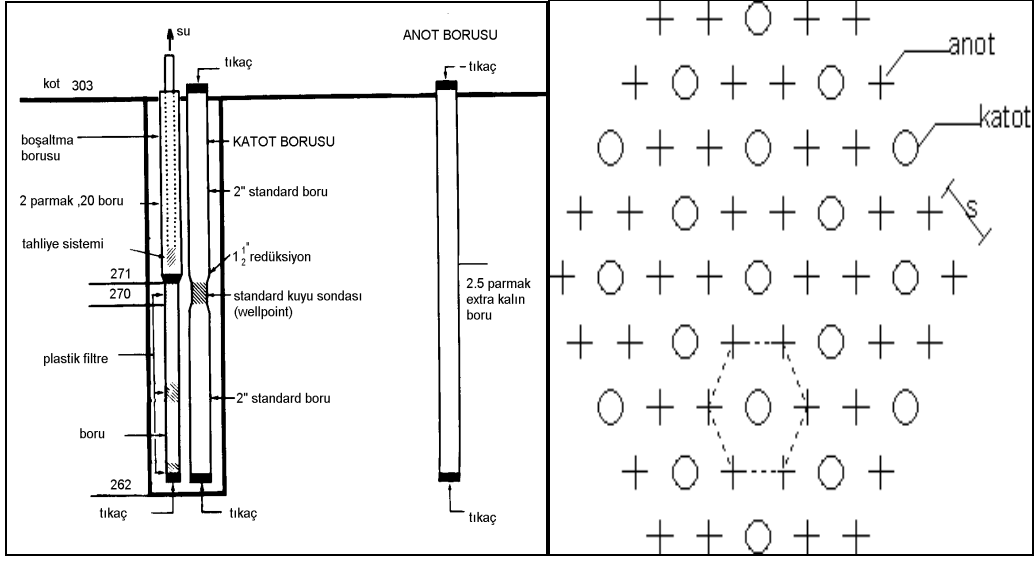 su
tıkaç
kot 303
boşaltma
borusu
2 parmak ,20 boru
tahliye sistemi
271
270
plastik filtre
boru
262
tıkaç
tıkaç
KATOT BORUSU
2" standard boru
1 1/2" redüksiyon
standard kuyu sondası
(wellpoint)
2" standard boru
ANOT BORUSU
tıkaç
2.5 parmak
extra kalın
boru
tıkaç
anot
katot
S